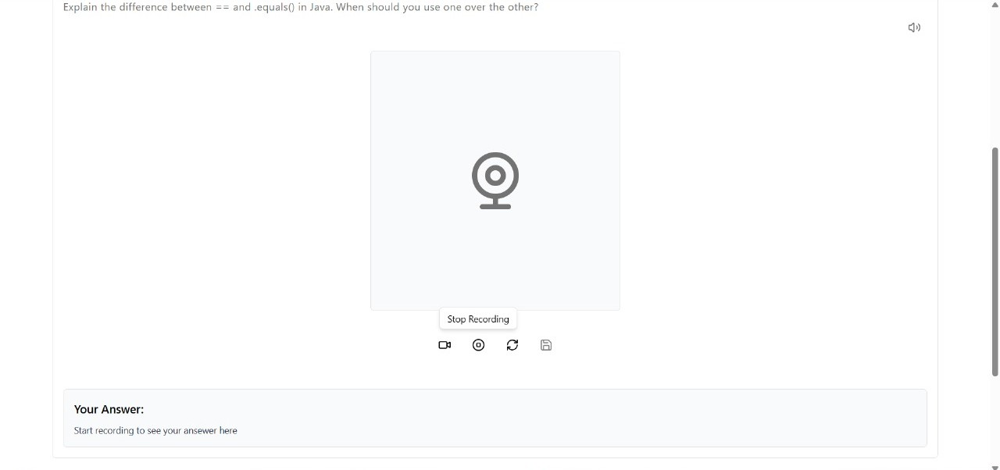 Explain the difference between == and .equals() in Java. When should you use one over the other?
Stop Recording
Your Answer:
Start recording to see your ansewer here